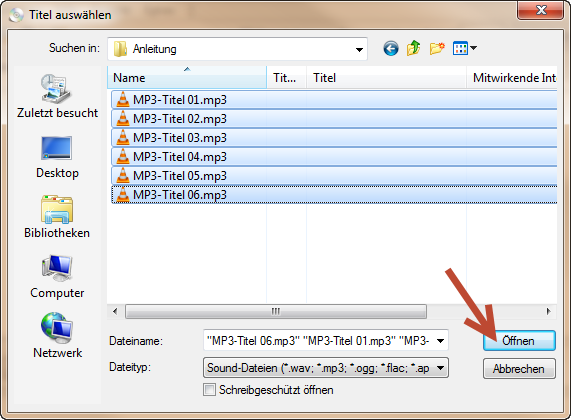 Titel auswählen
Suchen in: Anleitung
Zuletzt besucht
Desktop
Bibliotheken
Computer
Netzwerk
Name Tit... Titel Mitwirkende Int
MP3-Titel 01.mp3
MP3-Titel 02.mp3
MP3-Titel 03.mp3
MP3-Titel 04.mp3
MP3-Titel 05.mp3
MP3-Titel 06.mp3
Dateiname: "MP3-Titel 06.mp3" "MP3-Titel 01.mp3" "MP3- Öffnen
Dateityp: Sound-Dateien (*.wav; *.mp3; *.ogg; *.flac; *.ap Abbrechen
Schreibgeschützt öffnen